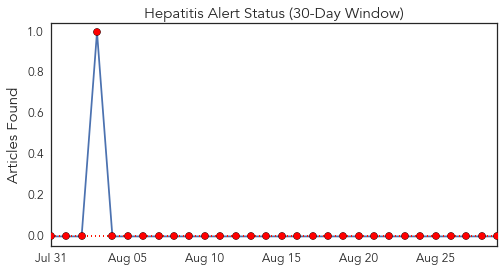 Hepatitis Alert Status (30-Day Window)
Articles Found
1.0
0.8
0.6
0.4
0.2
0.0
Jul 31 Aug 05 Aug 10 Aug 15 Aug 20 Aug 25